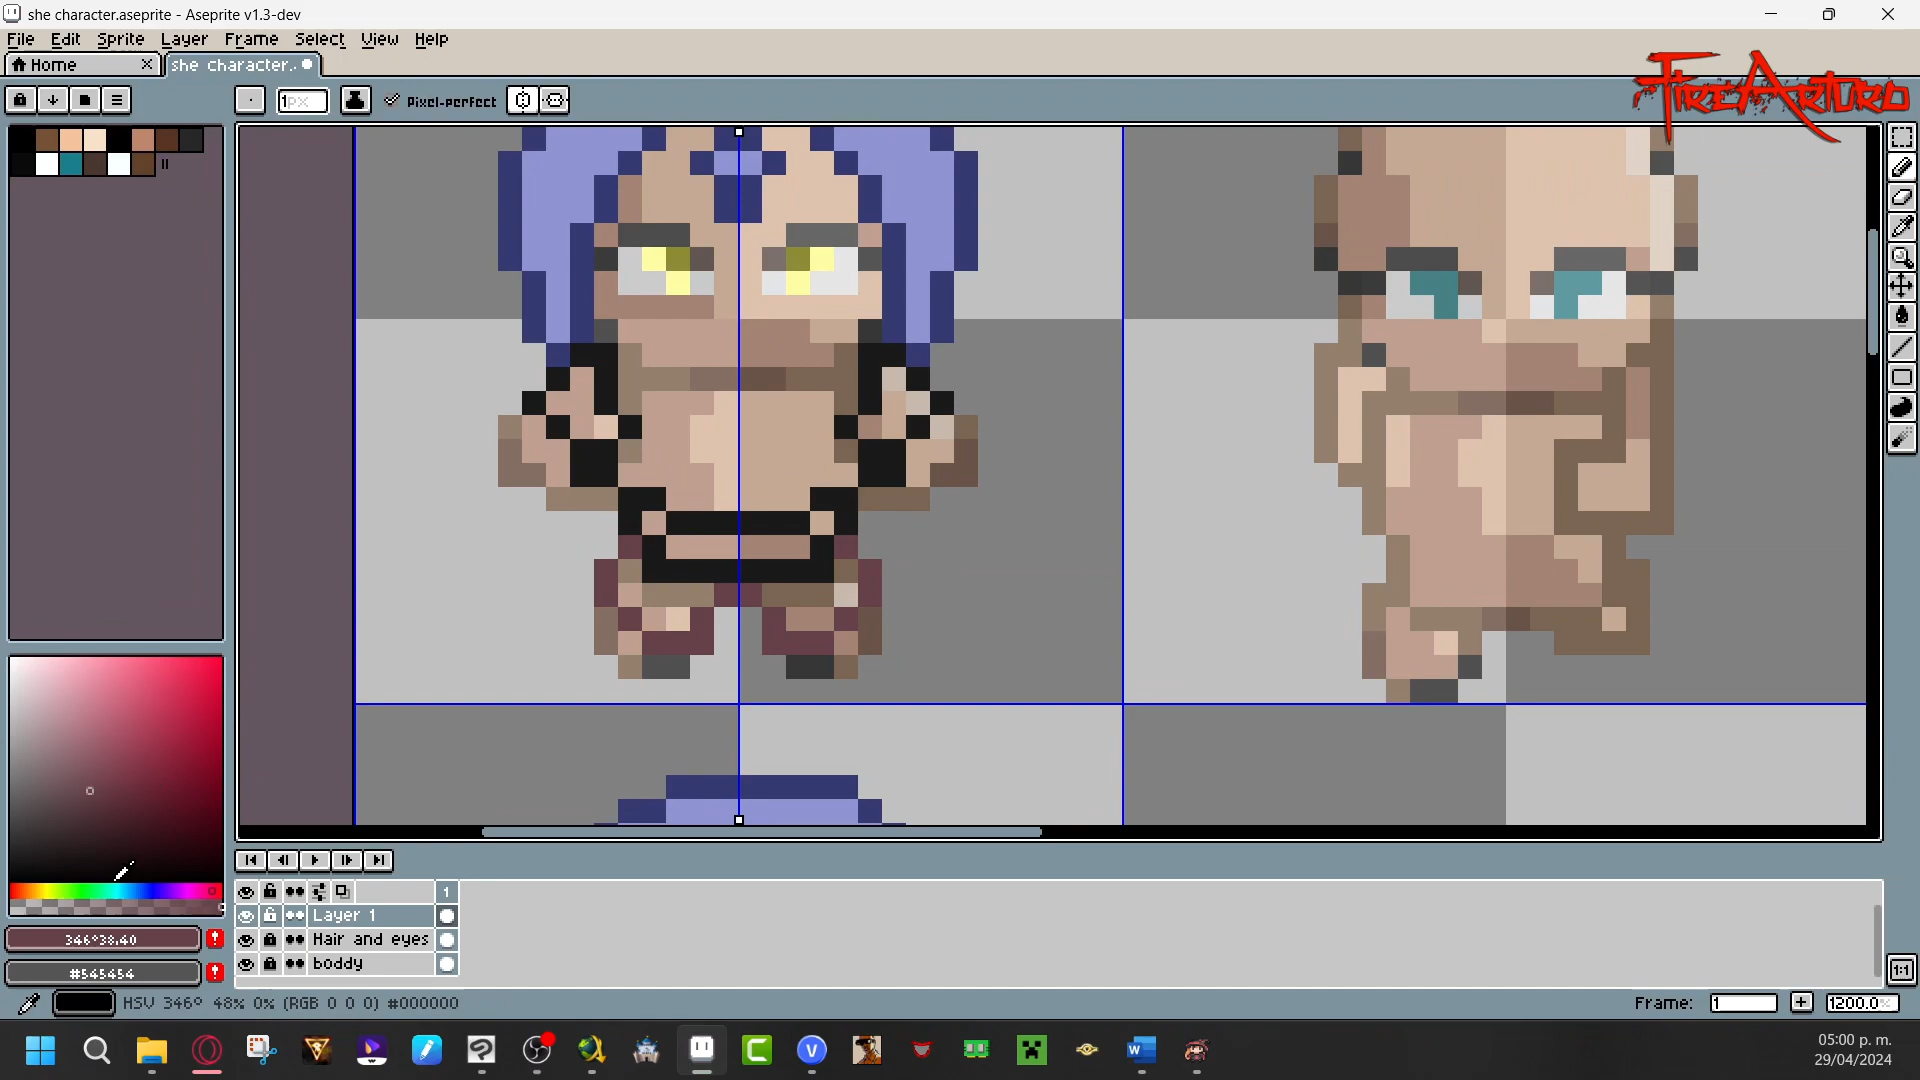 she character.aseprite - Aseprite v1.3-dev
File Edit Sprite Layer Frame Select View Help
Home
she character.
FireArturo
1px
Pixel-perfect
1
Layer 1
Hair and eyes
boddy
346°38.40
#545454
1:1
HSV 346° 48% 0% (RGB 0 0 0) #000000
Frame: 1
1200.0
05:00 p. m.
29/04/2024